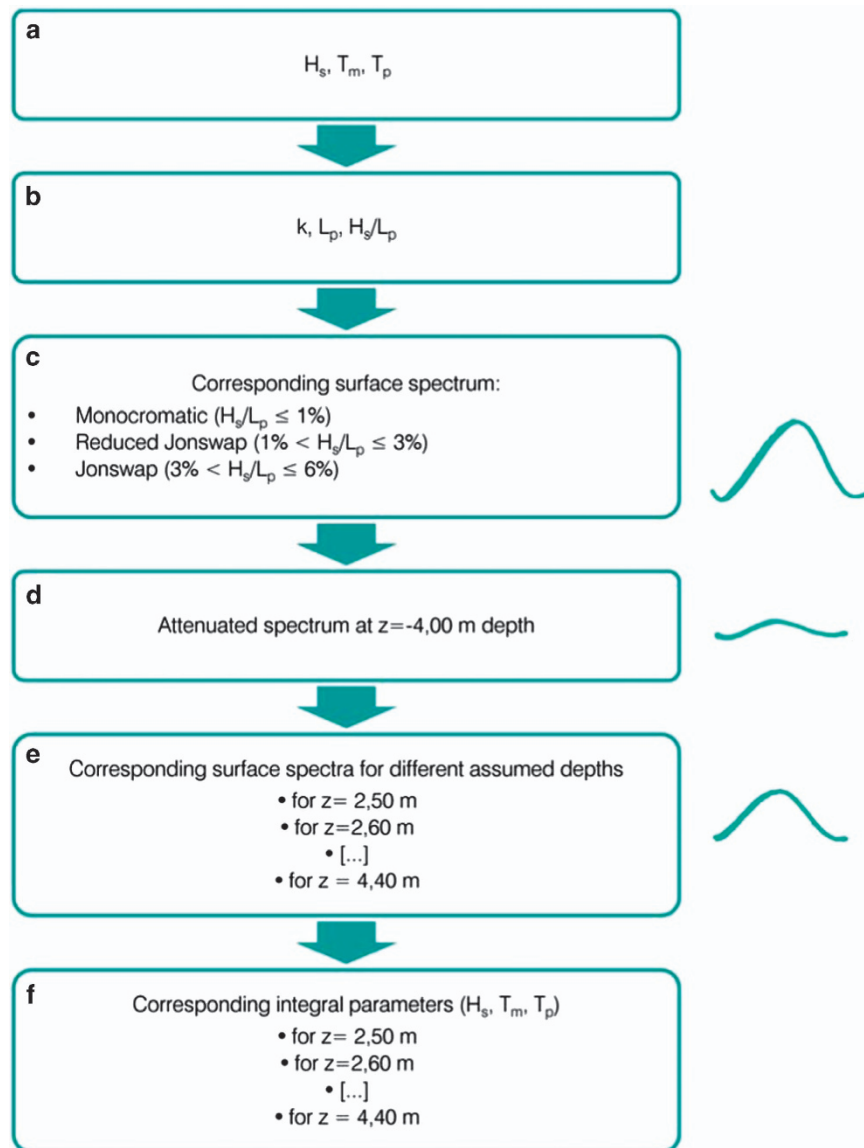 a
Hs, Tm, Tp
b
k, Lp, Hs/Lp
c
Corresponding surface spectrum:
• Monocromatic (Hs/Lp ≤ 1%)
• Reduced Jonswap (1% < Hs/Lp ≤ 3%)
• Jonswap (3% < Hs/Lp ≤ 6%)
d
Attenuated spectrum at z=-4,00 m depth
e
Corresponding surface spectra for different assumed depths
• for z= 2,50 m
• for z=2,60 m
• [...]
• for z = 4,40 m
f
Corresponding integral parameters (Hs, Tm, Tp)
• for z= 2,50 m
• for z=2,60 m
• [...]
• for z = 4,40 m